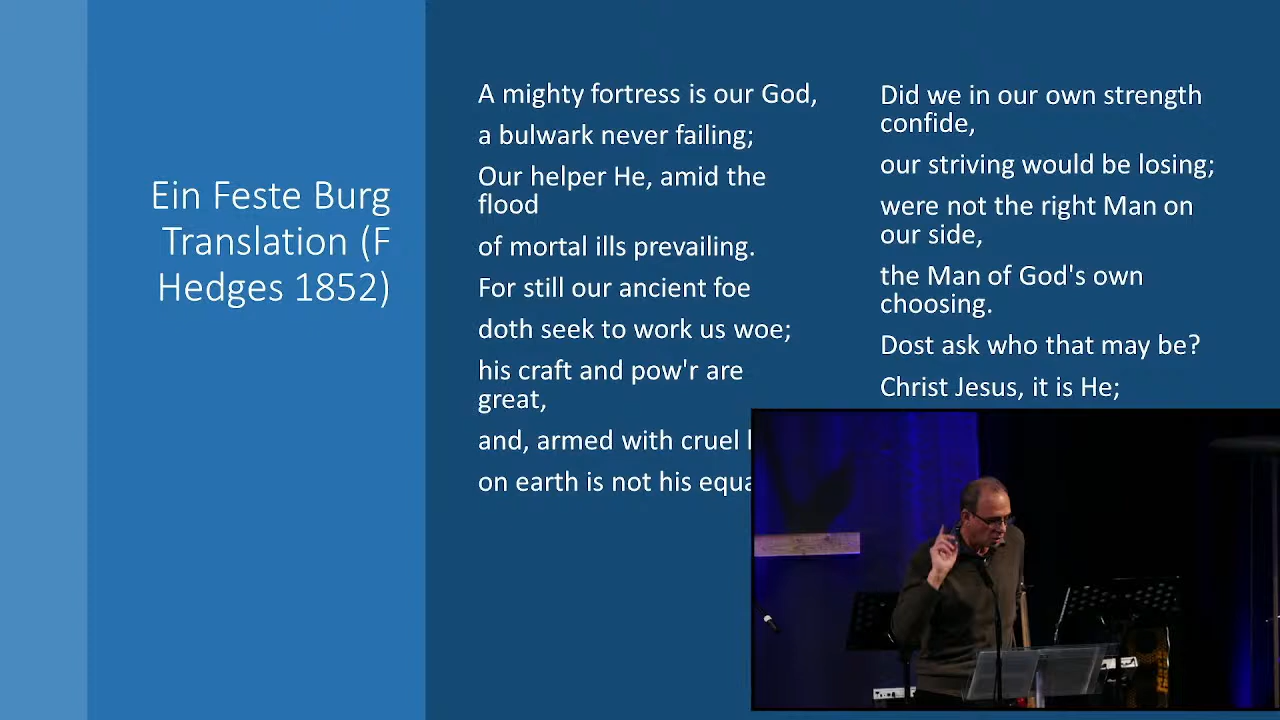 Ein Feste Burg
Translation (F
Hedges 1852)
A mighty fortress is our God,
a bulwark never failing;
Our helper He, amid the
flood
of mortal ills prevailing.
For still our ancient foe
doth seek to work us woe;
his craft and pow'r are
great,
and, armed with cruel
on earth is not his
Did we in our own strength
confide,
our striving would be losing;
were not the right Man on
our side,
the Man of God's own
choosing.
Dost ask who that may be?
Christ Jesus, it is He;